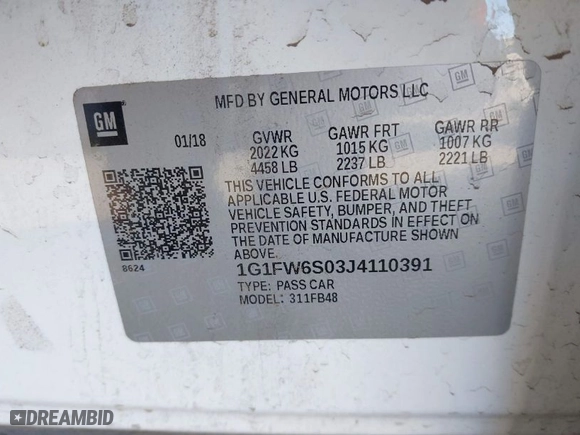 MFD BY GENERAL MOTORS LLC
GM
01/18
GVWR GAWR FRT GAWR RR
2022 KG 1015 KG 1007 KG
4458 LB 2237 LB 2221 LB
THIS VEHICLE CONFORMS TO ALL
APPLICABLE U.S. FEDERAL MOTOR
VEHICLE SAFETY, BUMPER, AND THEFT
PREVENTION STANDARDS IN EFFECT ON
THE DATE OF MANUFACTURE SHOWN
ABOVE.
8624
1G1FW6S03J4110391
TYPE: PASS CAR
MODEL: 311FB48
DREAMBID